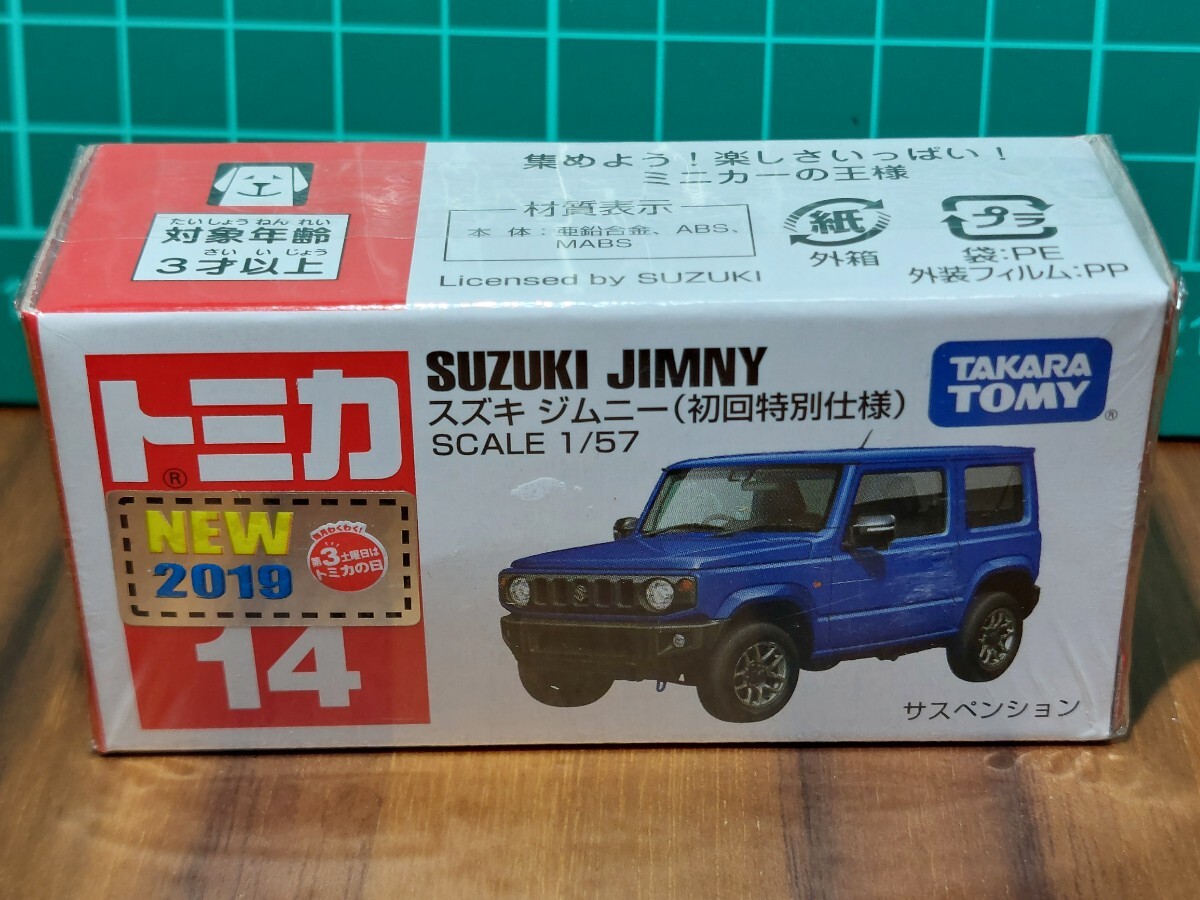 集めよう！楽しさいっぱい！
ミニカーの王様
たいしょうねんれい
対象年齢
さいいじょう
3才以上
材質表示
本体：亜鉛合金、ABS、
MABS
Licensed by SUZUKI
紙
外箱
プラ
袋：PE
外装フィルム：PP
トミカ®
NEW
2019
毎月わくわく！
第3土曜日は
トミカの日
14
SUZUKI JIMNY
スズキ ジムニー（初回特別仕様）
SCALE 1/57
TAKARA
TOMY®
サスペンション